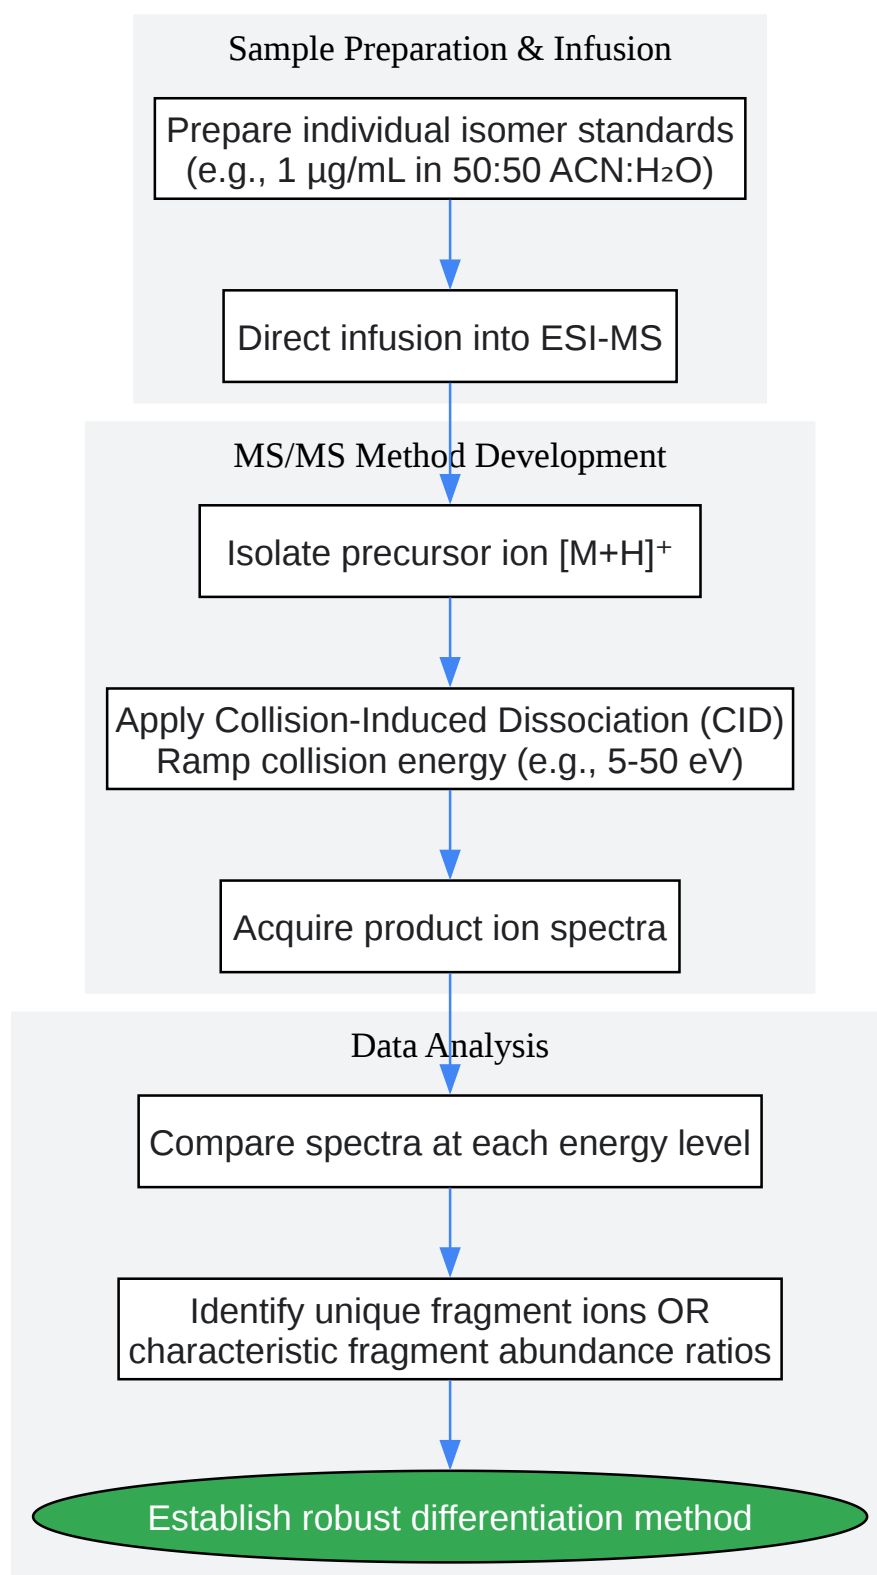 Sample Preparation & Infusion
Prepare individual isomer standards
(e.g., 1 µg/mL in 50:50 ACN:H₂O)
Direct infusion into ESI-MS
MS/MS Method Development
Isolate precursor ion [M+H]⁺
Apply Collision-Induced Dissociation (CID)
Ramp collision energy (e.g., 5-50 eV)
Acquire product ion spectra
Data Analysis
Compare spectra at each energy level
Identify unique fragment ions OR
characteristic fragment abundance ratios
Establish robust differentiation method